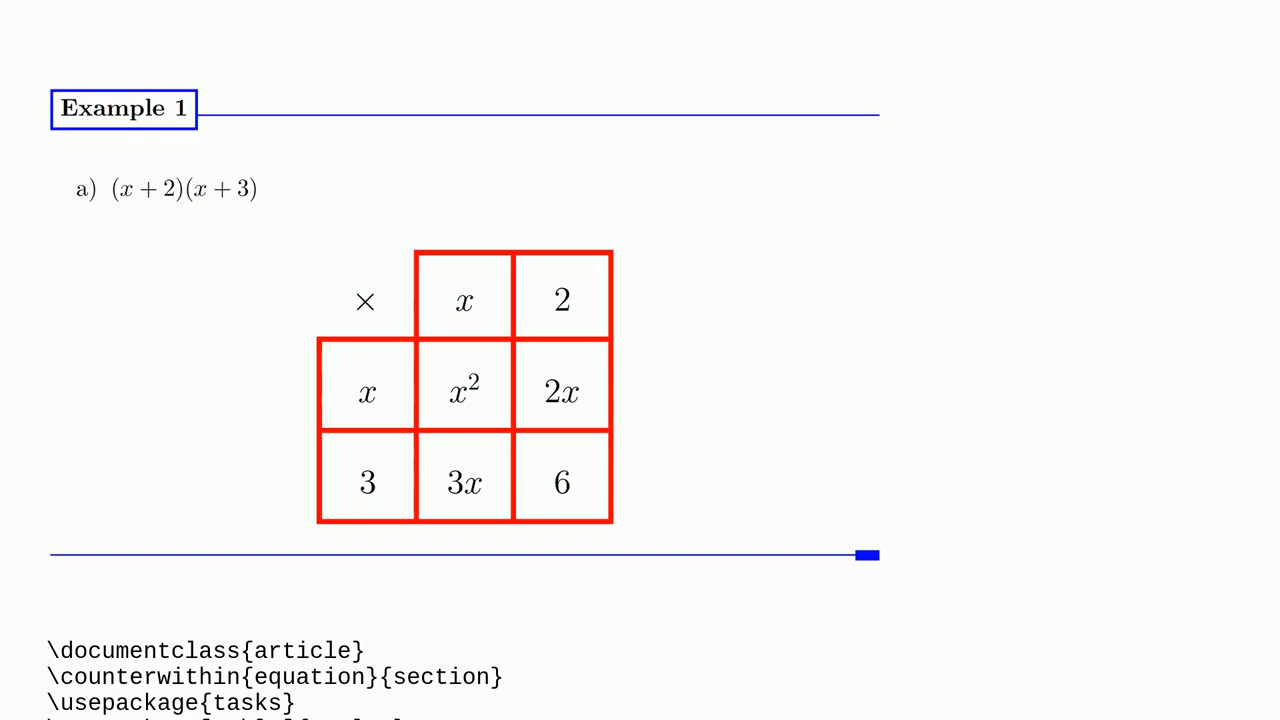 Example 1
a) (x + 2)(x + 3)
× x 2
x x² 2x
3 3x 6
\documentclass{article}
\counterwithin{equation}{section}
\usepackage{tasks}